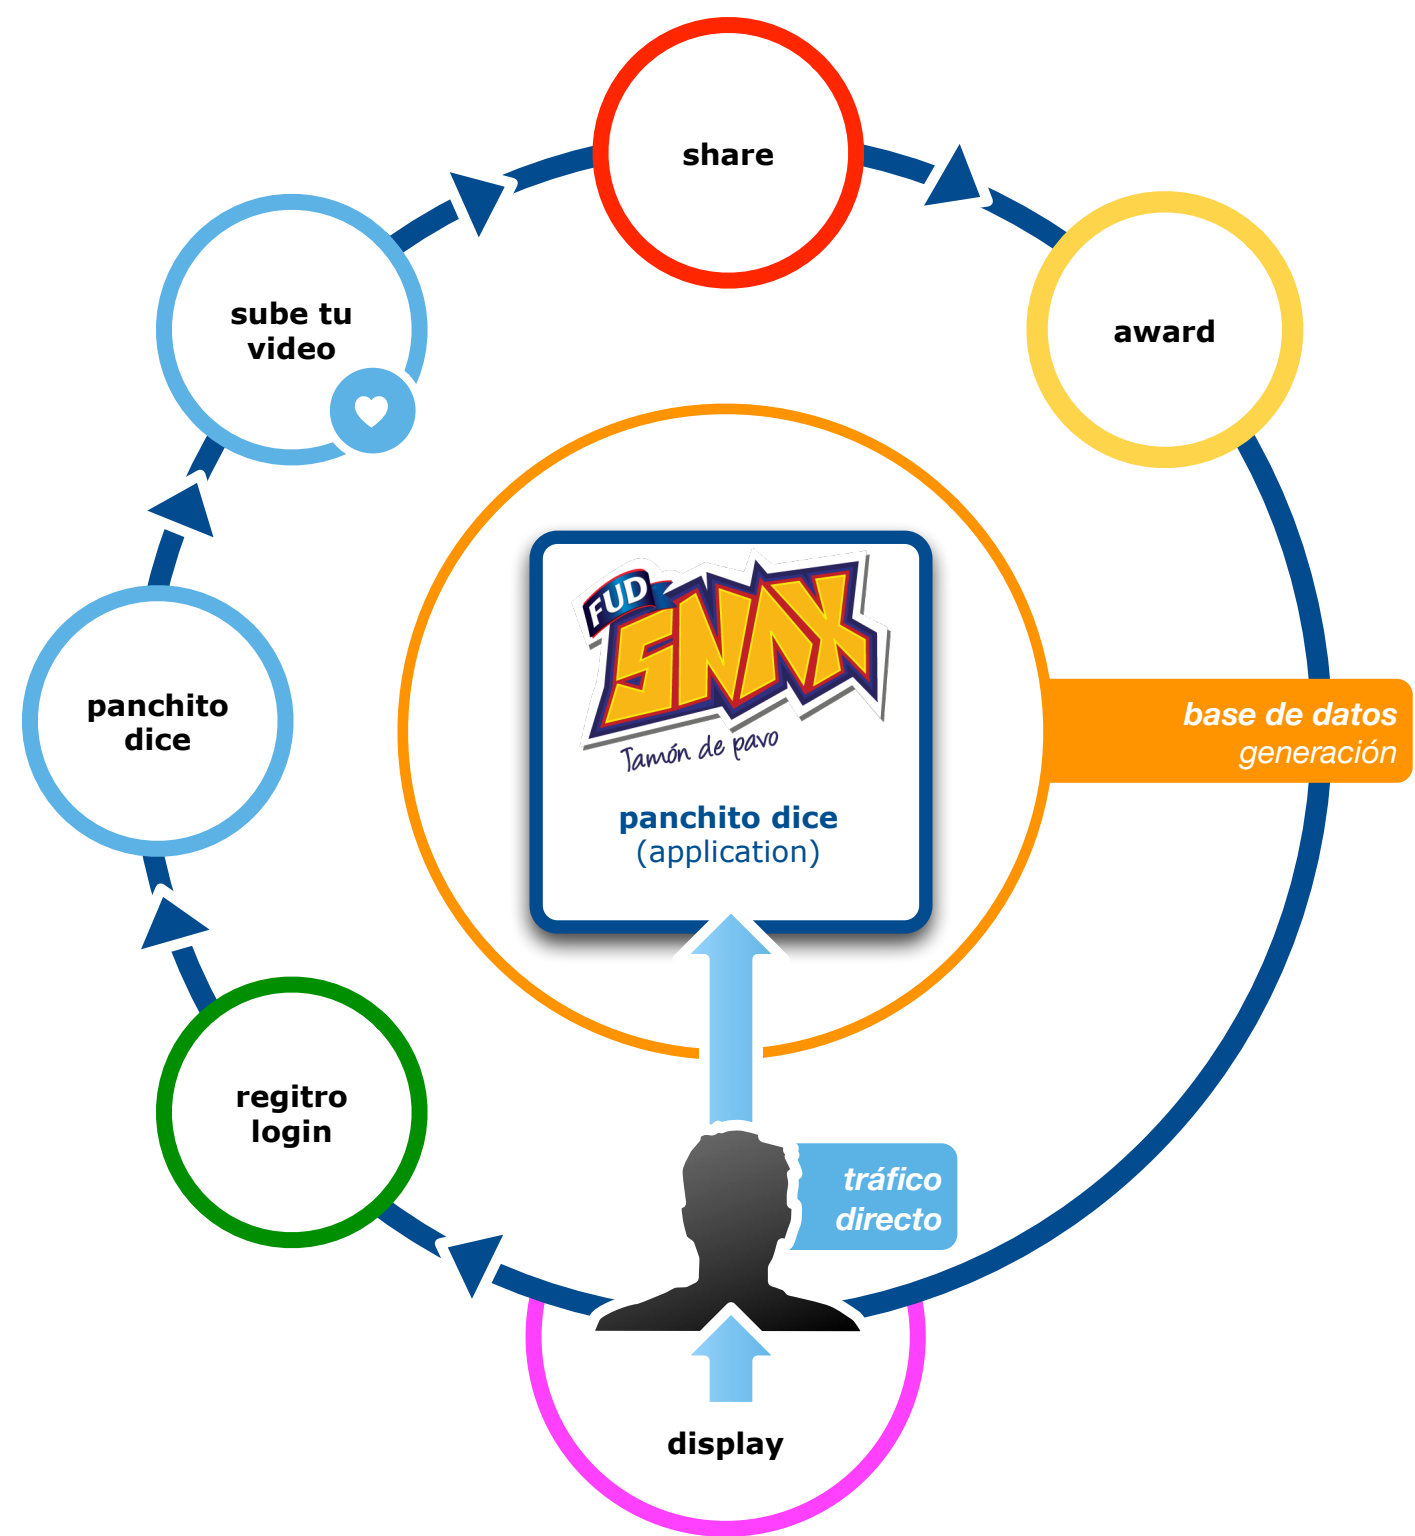 share
sube tu
video
award
FUD
SNAX
Jamón de pavo
panchito dice
(application)
base de datos
generación
panchito
dice
regitro
login
tráfico
directo
display